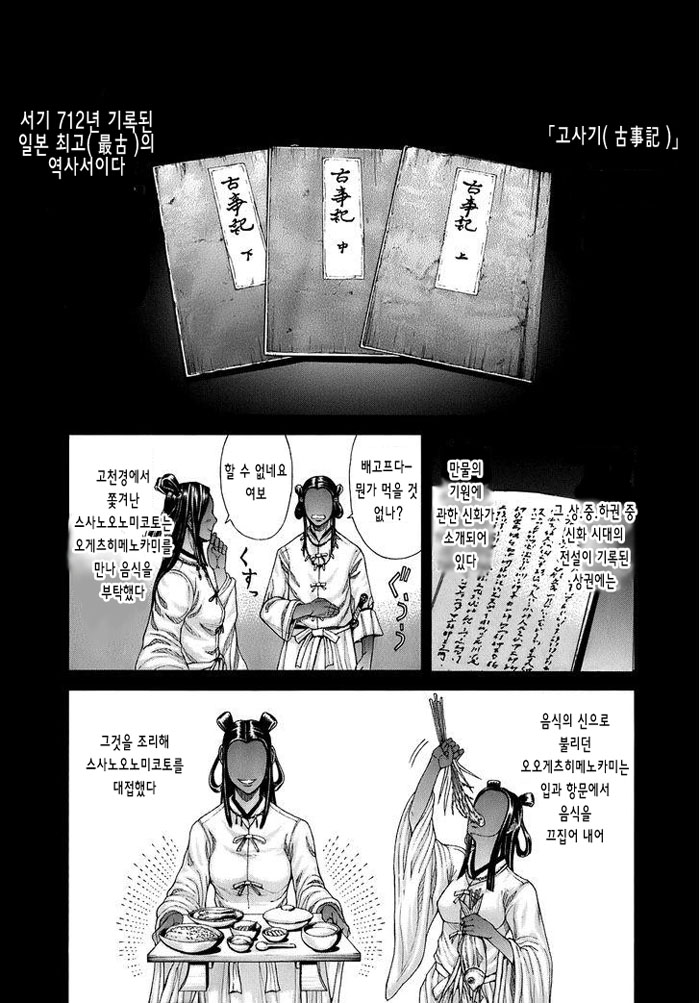 「고사기( 古事記 )」
서기 712년 기록된
일본 최고( 最古 )의
역사서이다
古事記 上
古事記 中
古事記 下
그 상.중.하권 중
신화 시대의
전설이 기록된
상권에는
만물의
기원에
관한 신화가
소개되어
있다
배고프다-
뭔가 먹을 것
없나?
ぐうぅう
할 수 없네요
여보
くすっ
고천경에서
쫓겨난
스사노오노미코토는
오게츠히메노카미를
만나 음식을
부탁했다
음식의 신으로
불리던
오오게츠히메노카미는
입과 항문에서
음식을
끄집어 내어
그것을 조리해
스사노오노미코토를
대접했다